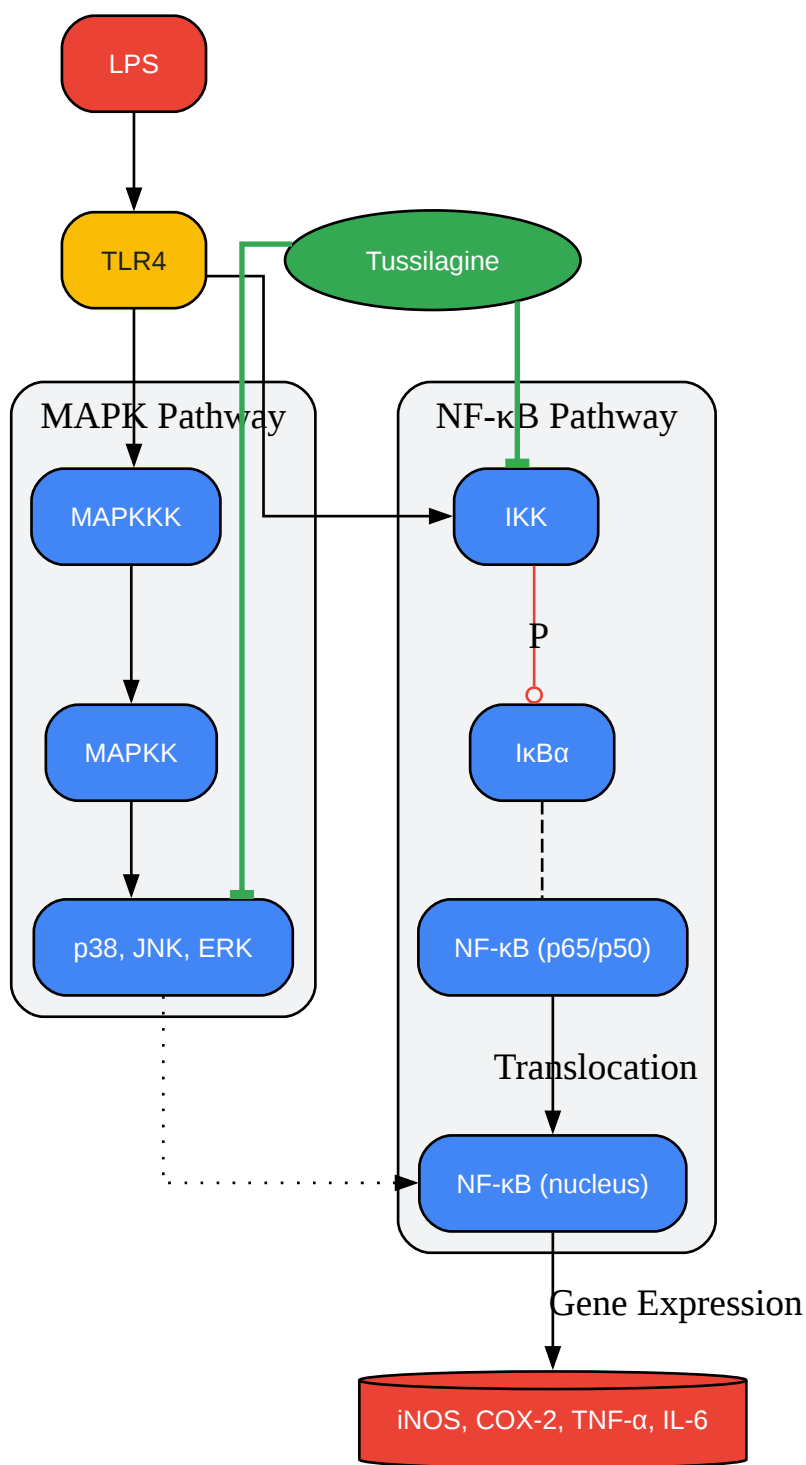 LPS
TLR4
Tussilagine
MAPK Pathway
NF-κB Pathway
MAPKKK
IKK
P
MAPKK
IκBα
p38, JNK, ERK
NF-κB (p65/p50)
Translocation
NF-κB (nucleus)
Gene Expression
iNOS, COX-2, TNF-α, IL-6